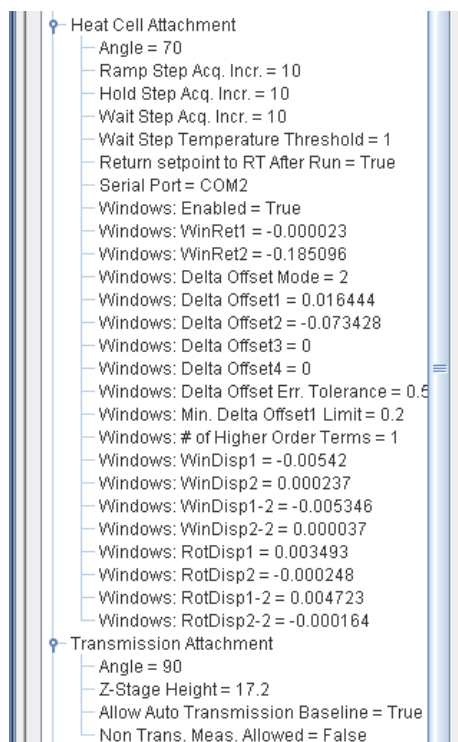 Heat Cell Attachment
Angle = 70
Ramp Step Acq. Incr. = 10
Hold Step Acq. Incr. = 10
Wait Step Acq. Incr. = 10
Wait Step Temperature Threshold = 1
Return setpoint to RT After Run = True
Serial Port = COM2
Windows: Enabled = True
Windows: WinRet1 = -0.000023
Windows: WinRet2 = -0.185096
Windows: Delta Offset Mode = 2
Windows: Delta Offset1 = 0.016444
Windows: Delta Offset2 = -0.073428
Windows: Delta Offset3 = 0
Windows: Delta Offset4 = 0
Windows: Delta Offset Err. Tolerance = 0.5
Windows: Min. Delta Offset1 Limit = 0.2
Windows: # of Higher Order Terms = 1
Windows: WinDisp1 = -0.00542
Windows: WinDisp2 = 0.000237
Windows: WinDisp1-2 = -0.005346
Windows: WinDisp2-2 = 0.000037
Windows: RotDisp1 = 0.003493
Windows: RotDisp2 = -0.000248
Windows: RotDisp1-2 = 0.004723
Windows: RotDisp2-2 = -0.000164
Transmission Attachment
Angle = 90
Z-Stage Height = 17.2
Allow Auto Transmission Baseline = True
Non Trans. Meas. Allowed = False